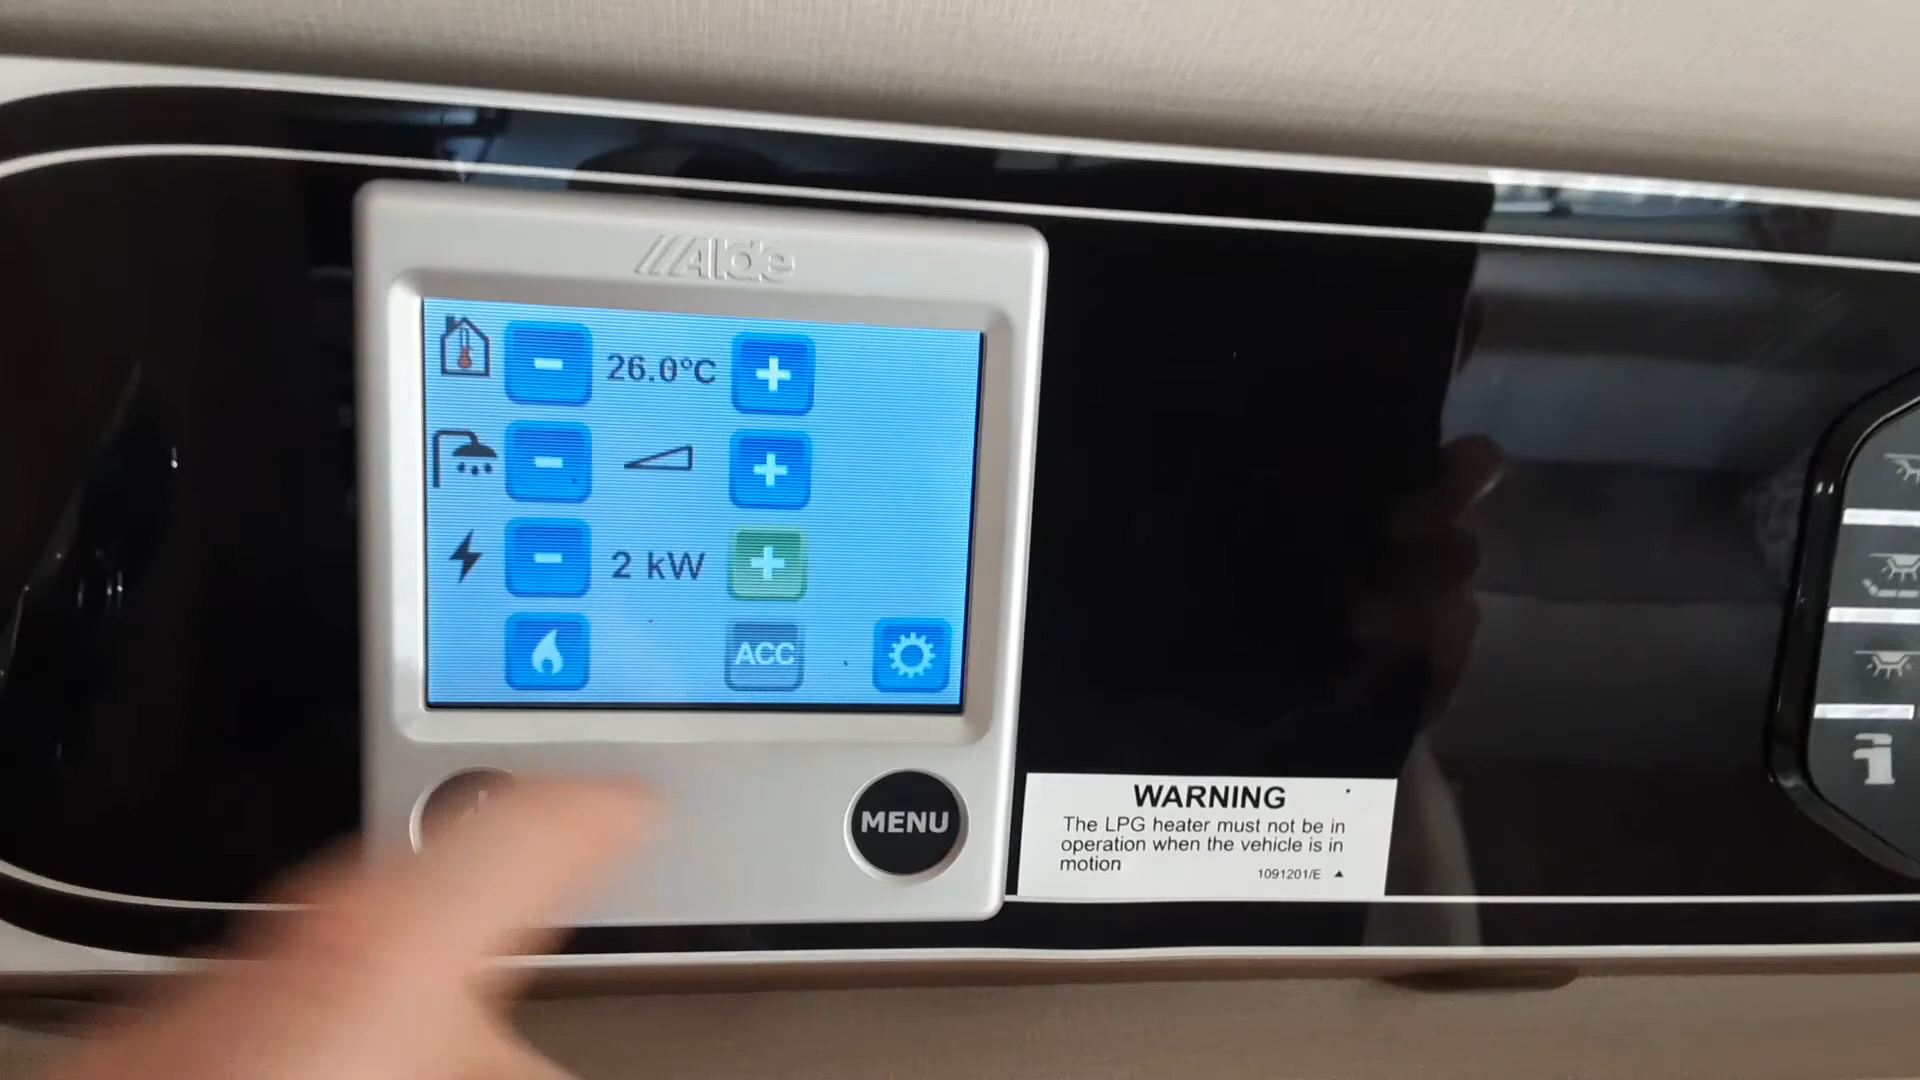 Alde
26.0°C
2 kW
ACC
MENU
WARNING
The LPG heater must not be in
operation when the vehicle is in
motion
1091201/E